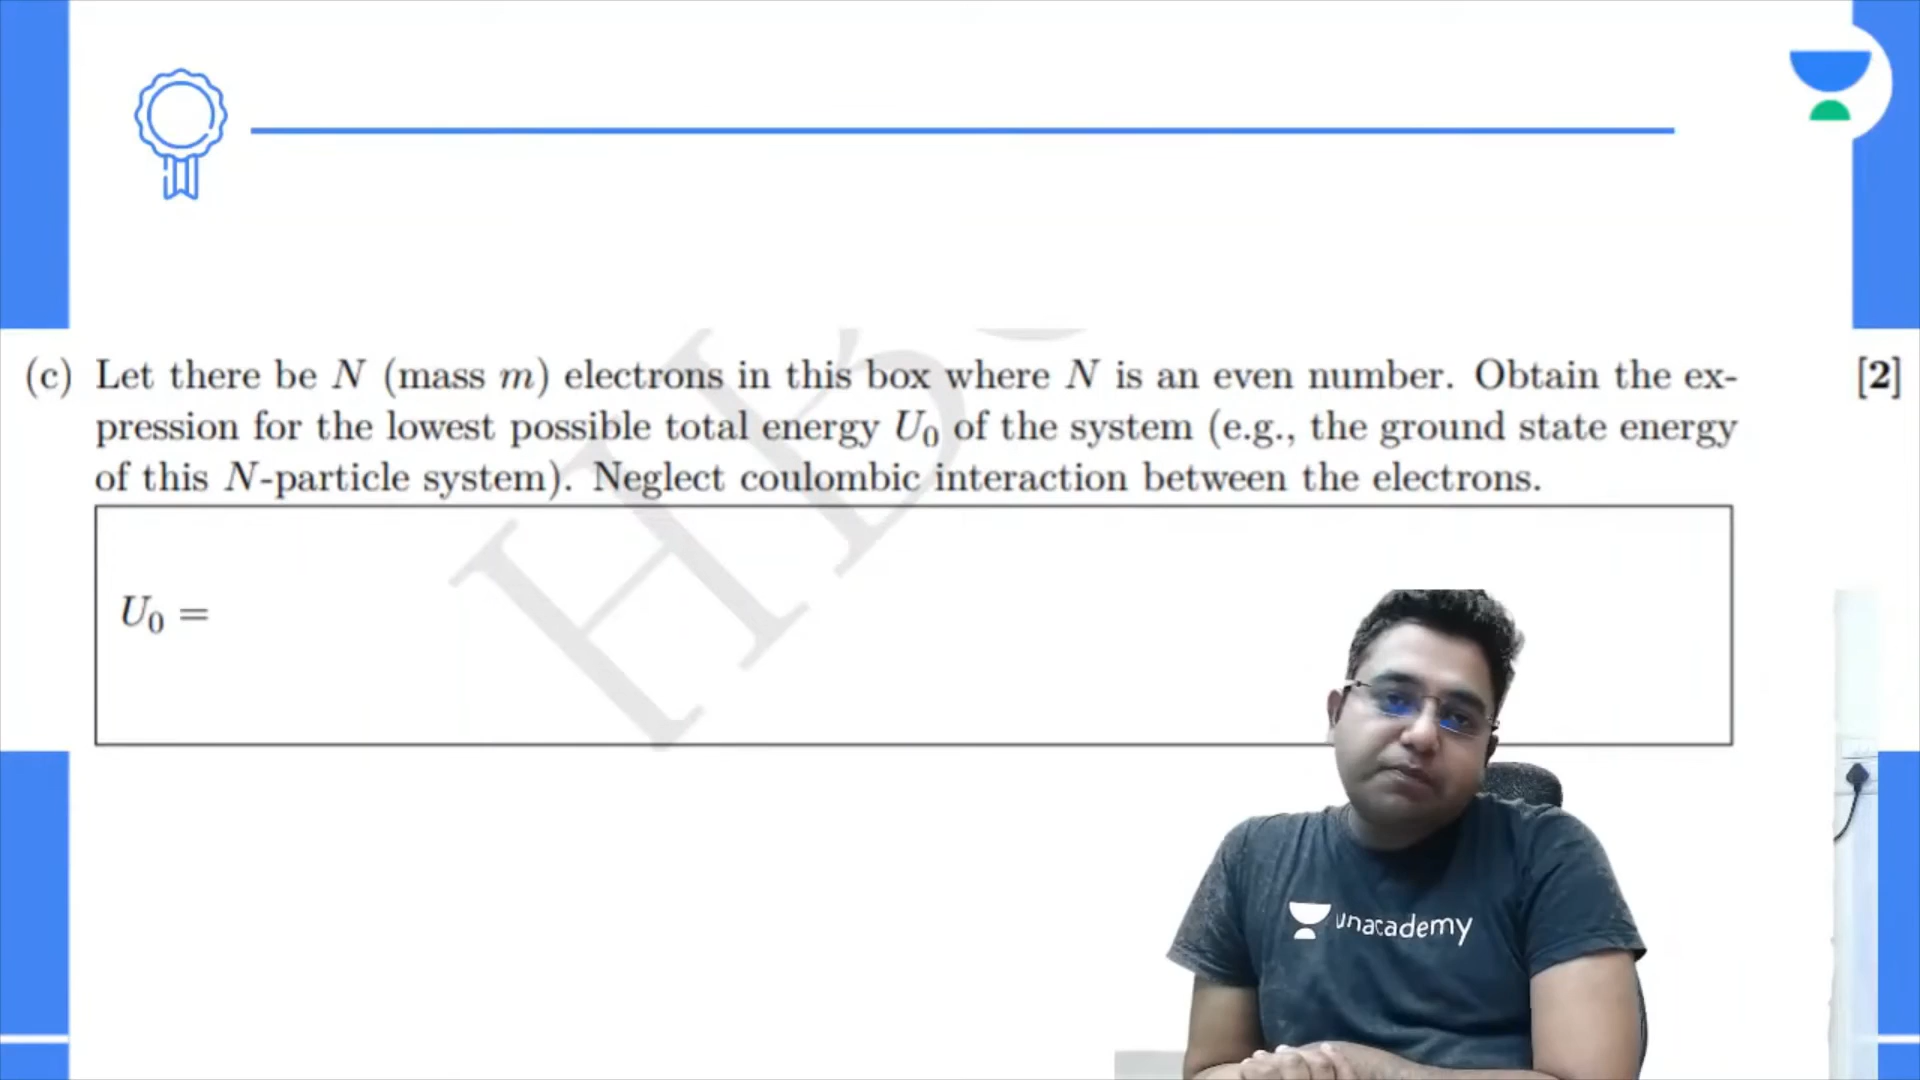 (c) Let there be N (mass m) electrons in this box where N is an even number. Obtain the ex- [2]
pression for the lowest possible total energy U₀ of the system (e.g., the ground state energy
of this N-particle system). Neglect coulombic interaction between the electrons.
U₀ =
unacademy